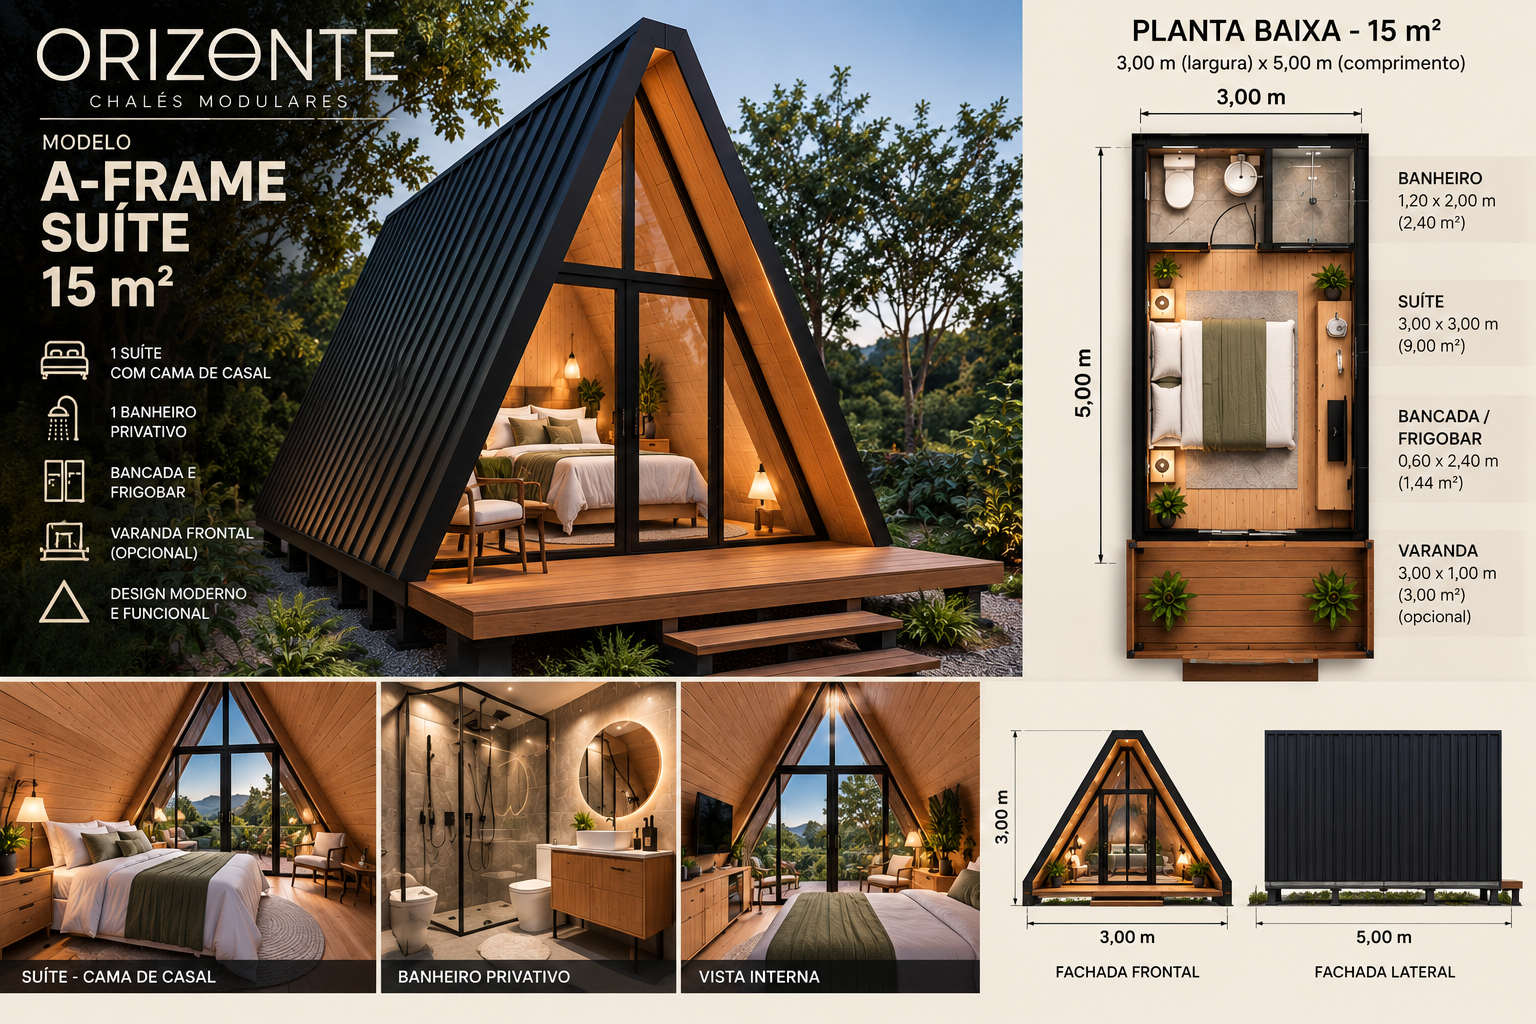 ORIZONTE
CHALÉS MODULARES
MODELO
A-FRAME
SUÍTE
15 m²
1 SUÍTE
COM CAMA DE CASAL
1 BANHEIRO
PRIVATIVO
BANCADA E
FRIGOBAR
VARANDA FRONTAL
(OPCIONAL)
DESIGN MODERNO
E FUNCIONAL
PLANTA BAIXA - 15 m²
3,00 m (largura) x 5,00 m (comprimento)
3,00 m
5,00 m
BANHEIRO
1,20 x 2,00 m
(2,40 m²)
SUÍTE
3,00 x 3,00 m
(9,00 m²)
BANCADA /
FRIGOBAR
0,60 x 2,40 m
(1,44 m²)
VARANDA
3,00 x 1,00 m
(3,00 m²)
(opcional)
SUÍTE - CAMA DE CASAL
BANHEIRO PRIVATIVO
VISTA INTERNA
3,00 m
3,00 m
FACHADA FRONTAL
5,00 m
FACHADA LATERAL